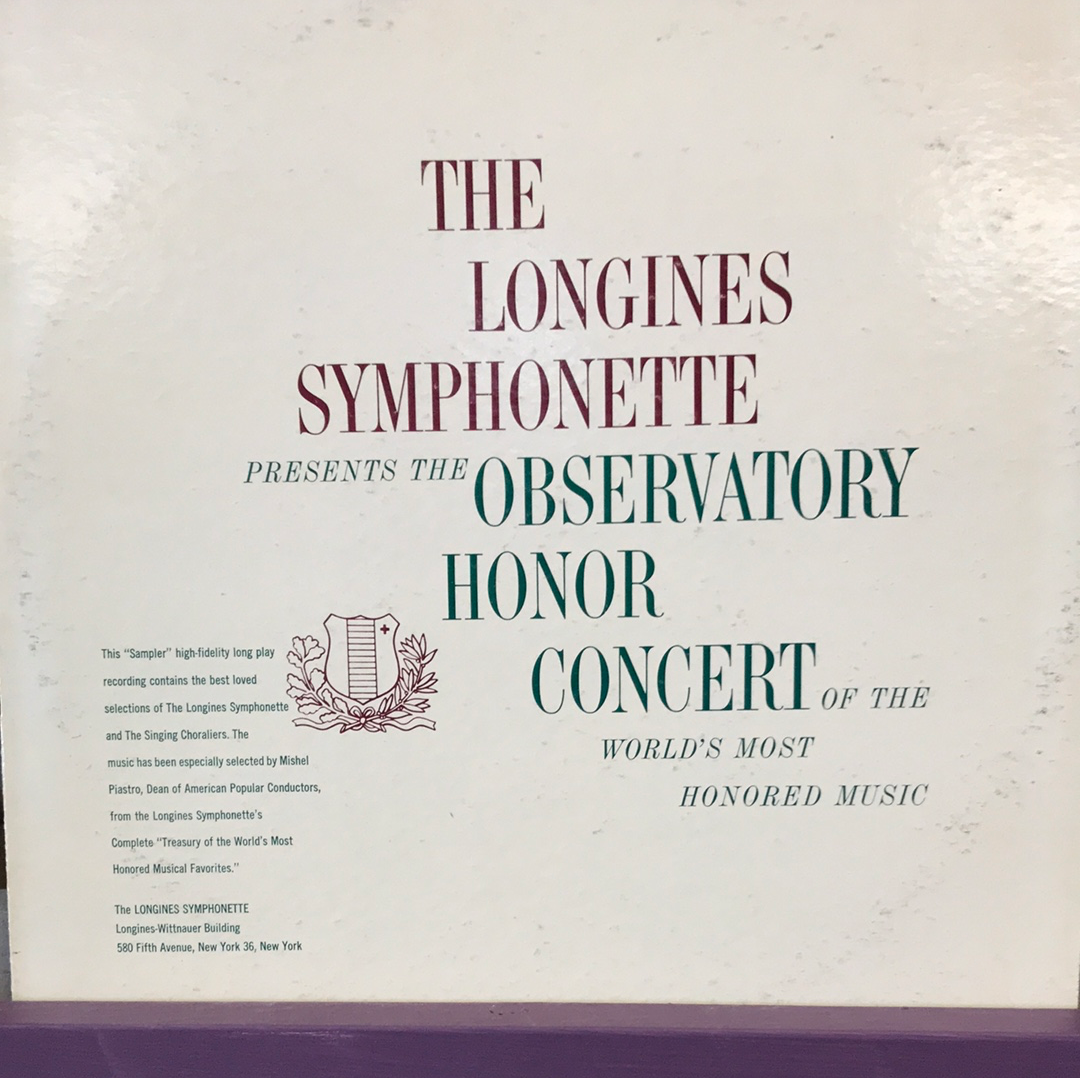 THE
LONGINES
SYMPHONETTE
PRESENTS THE OBSERVATORY
HONOR
CONCERT OF THE
WORLD'S MOST
HONORED MUSIC
This "Sampler" high-fidelity long play
recording contains the best loved
selections of The Longines Symphonette
and The Singing Choraliers. The
music has been especially selected by Mishel
Piastro, Dean of American Popular Conductors,
from the Longines Symphonette's
Complete "Treasury of the World's Most
Honored Musical Favorites."
The LONGINES SYMPHONETTE
Longines-Wittnauer Building
580 Fifth Avenue, New York 36, New York